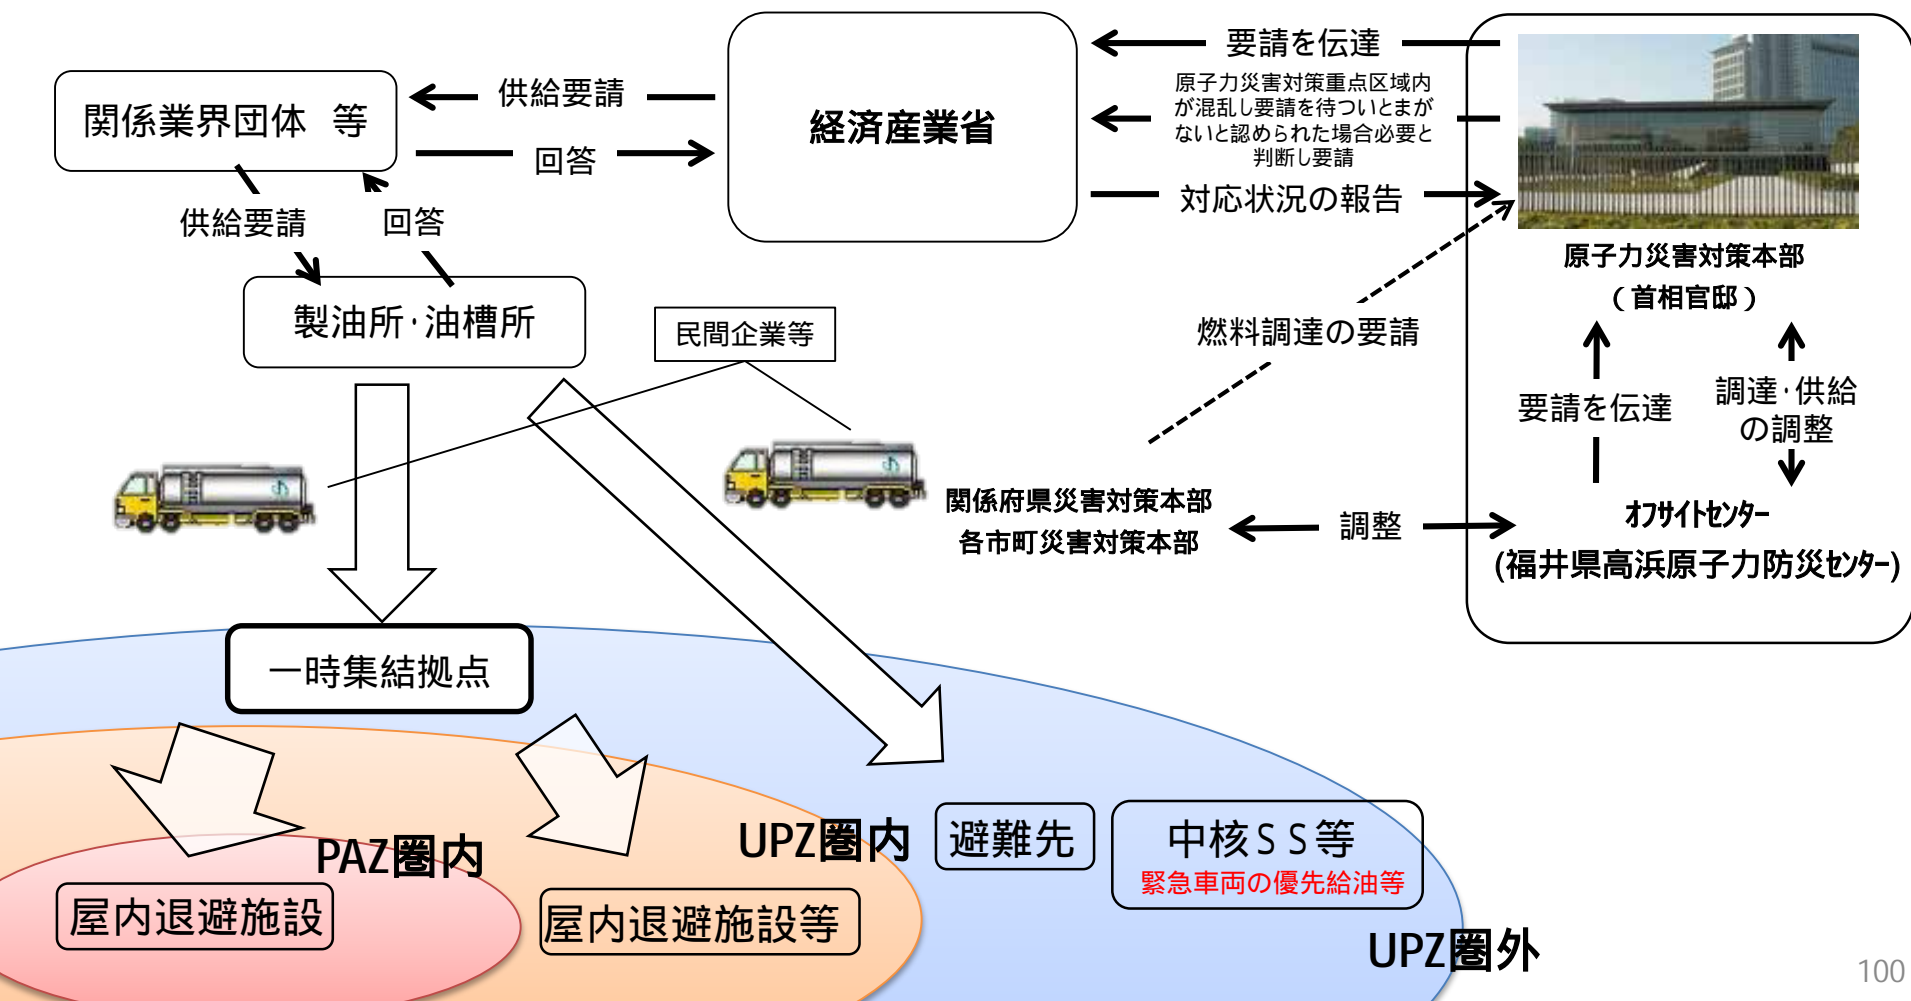 要請を伝達
原子力災害対策重点区域内
が混乱し要請を待ついとまが
ないと認められた場合必要と
判断し要請
対応状況の報告
経済産業省
供給要請
回答
関係業界団体 等
供給要請
回答
製油所・油槽所
民間企業等
燃料調達の要請
原子力災害対策本部
（首相官邸）
要請を伝達
調達・供給
の調整
オフサイトセンター
(福井県高浜原子力防災センター)
調整
関係府県災害対策本部
各市町災害対策本部
一時集結拠点
PAZ圏内
屋内退避施設
UPZ圏内
屋内退避施設等
避難先
中核SS等
緊急車両の優先給油等
UPZ圏外
100